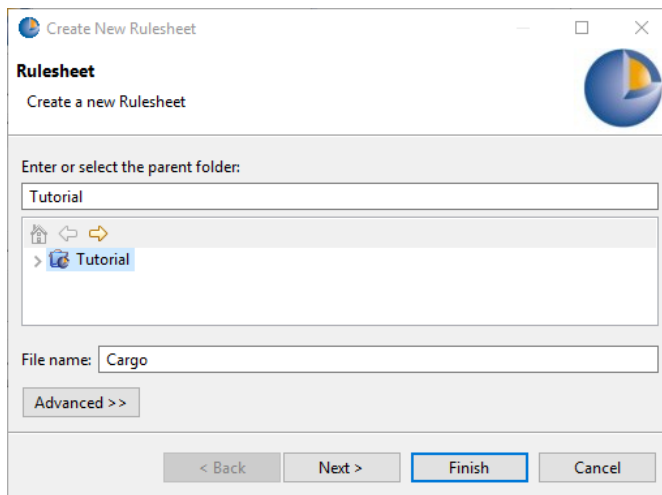 Create New Rulesheet
Rulesheet
Create a new Rulesheet
Enter or select the parent folder:
Tutorial
Tutorial
File name: Cargo
Advanced >>
< Back Next > Finish Cancel